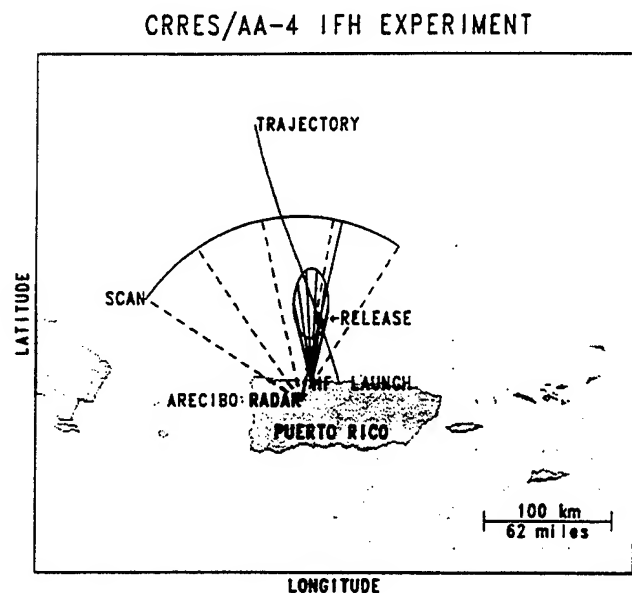 CRRES/AA-4 IFH EXPERIMENT
TRAJECTORY
SCAN
←RELEASE
HF LAUNCH
ARECIBO RADAR
PUERTO RICO
100 km
62 miles
LATITUDE
LONGITUDE